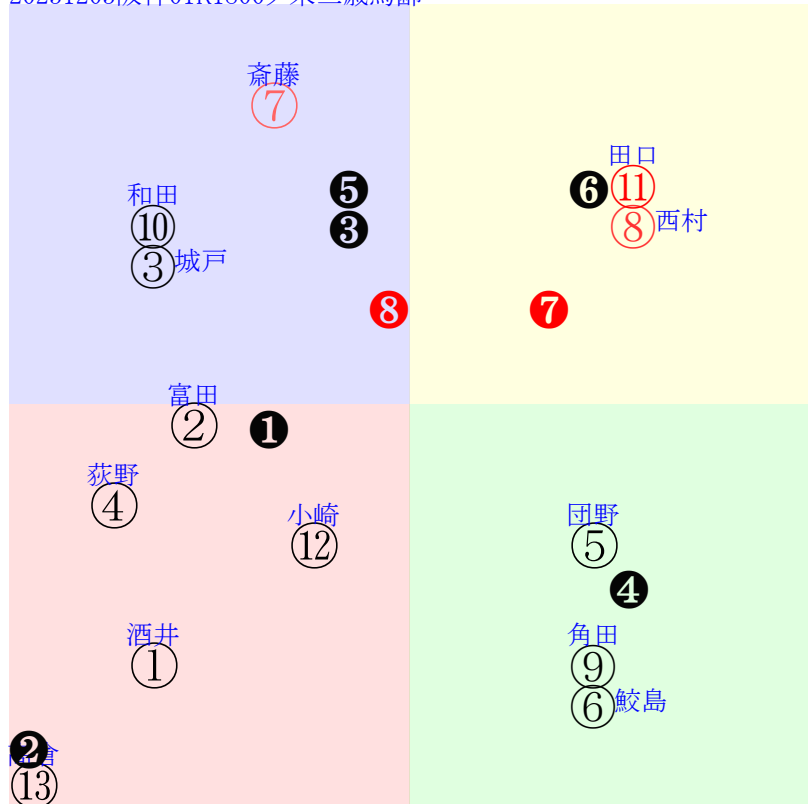 斎藤
⑦
田口
❺
❻
⑪
和田
⑩
❸
⑧西村
③城戸
❽
❼
富田
②
❶
荻野
④
小崎
団野
⑫
⑤
❹
酒井
角田
①
⑨
⑥鮫島
❷
⑬